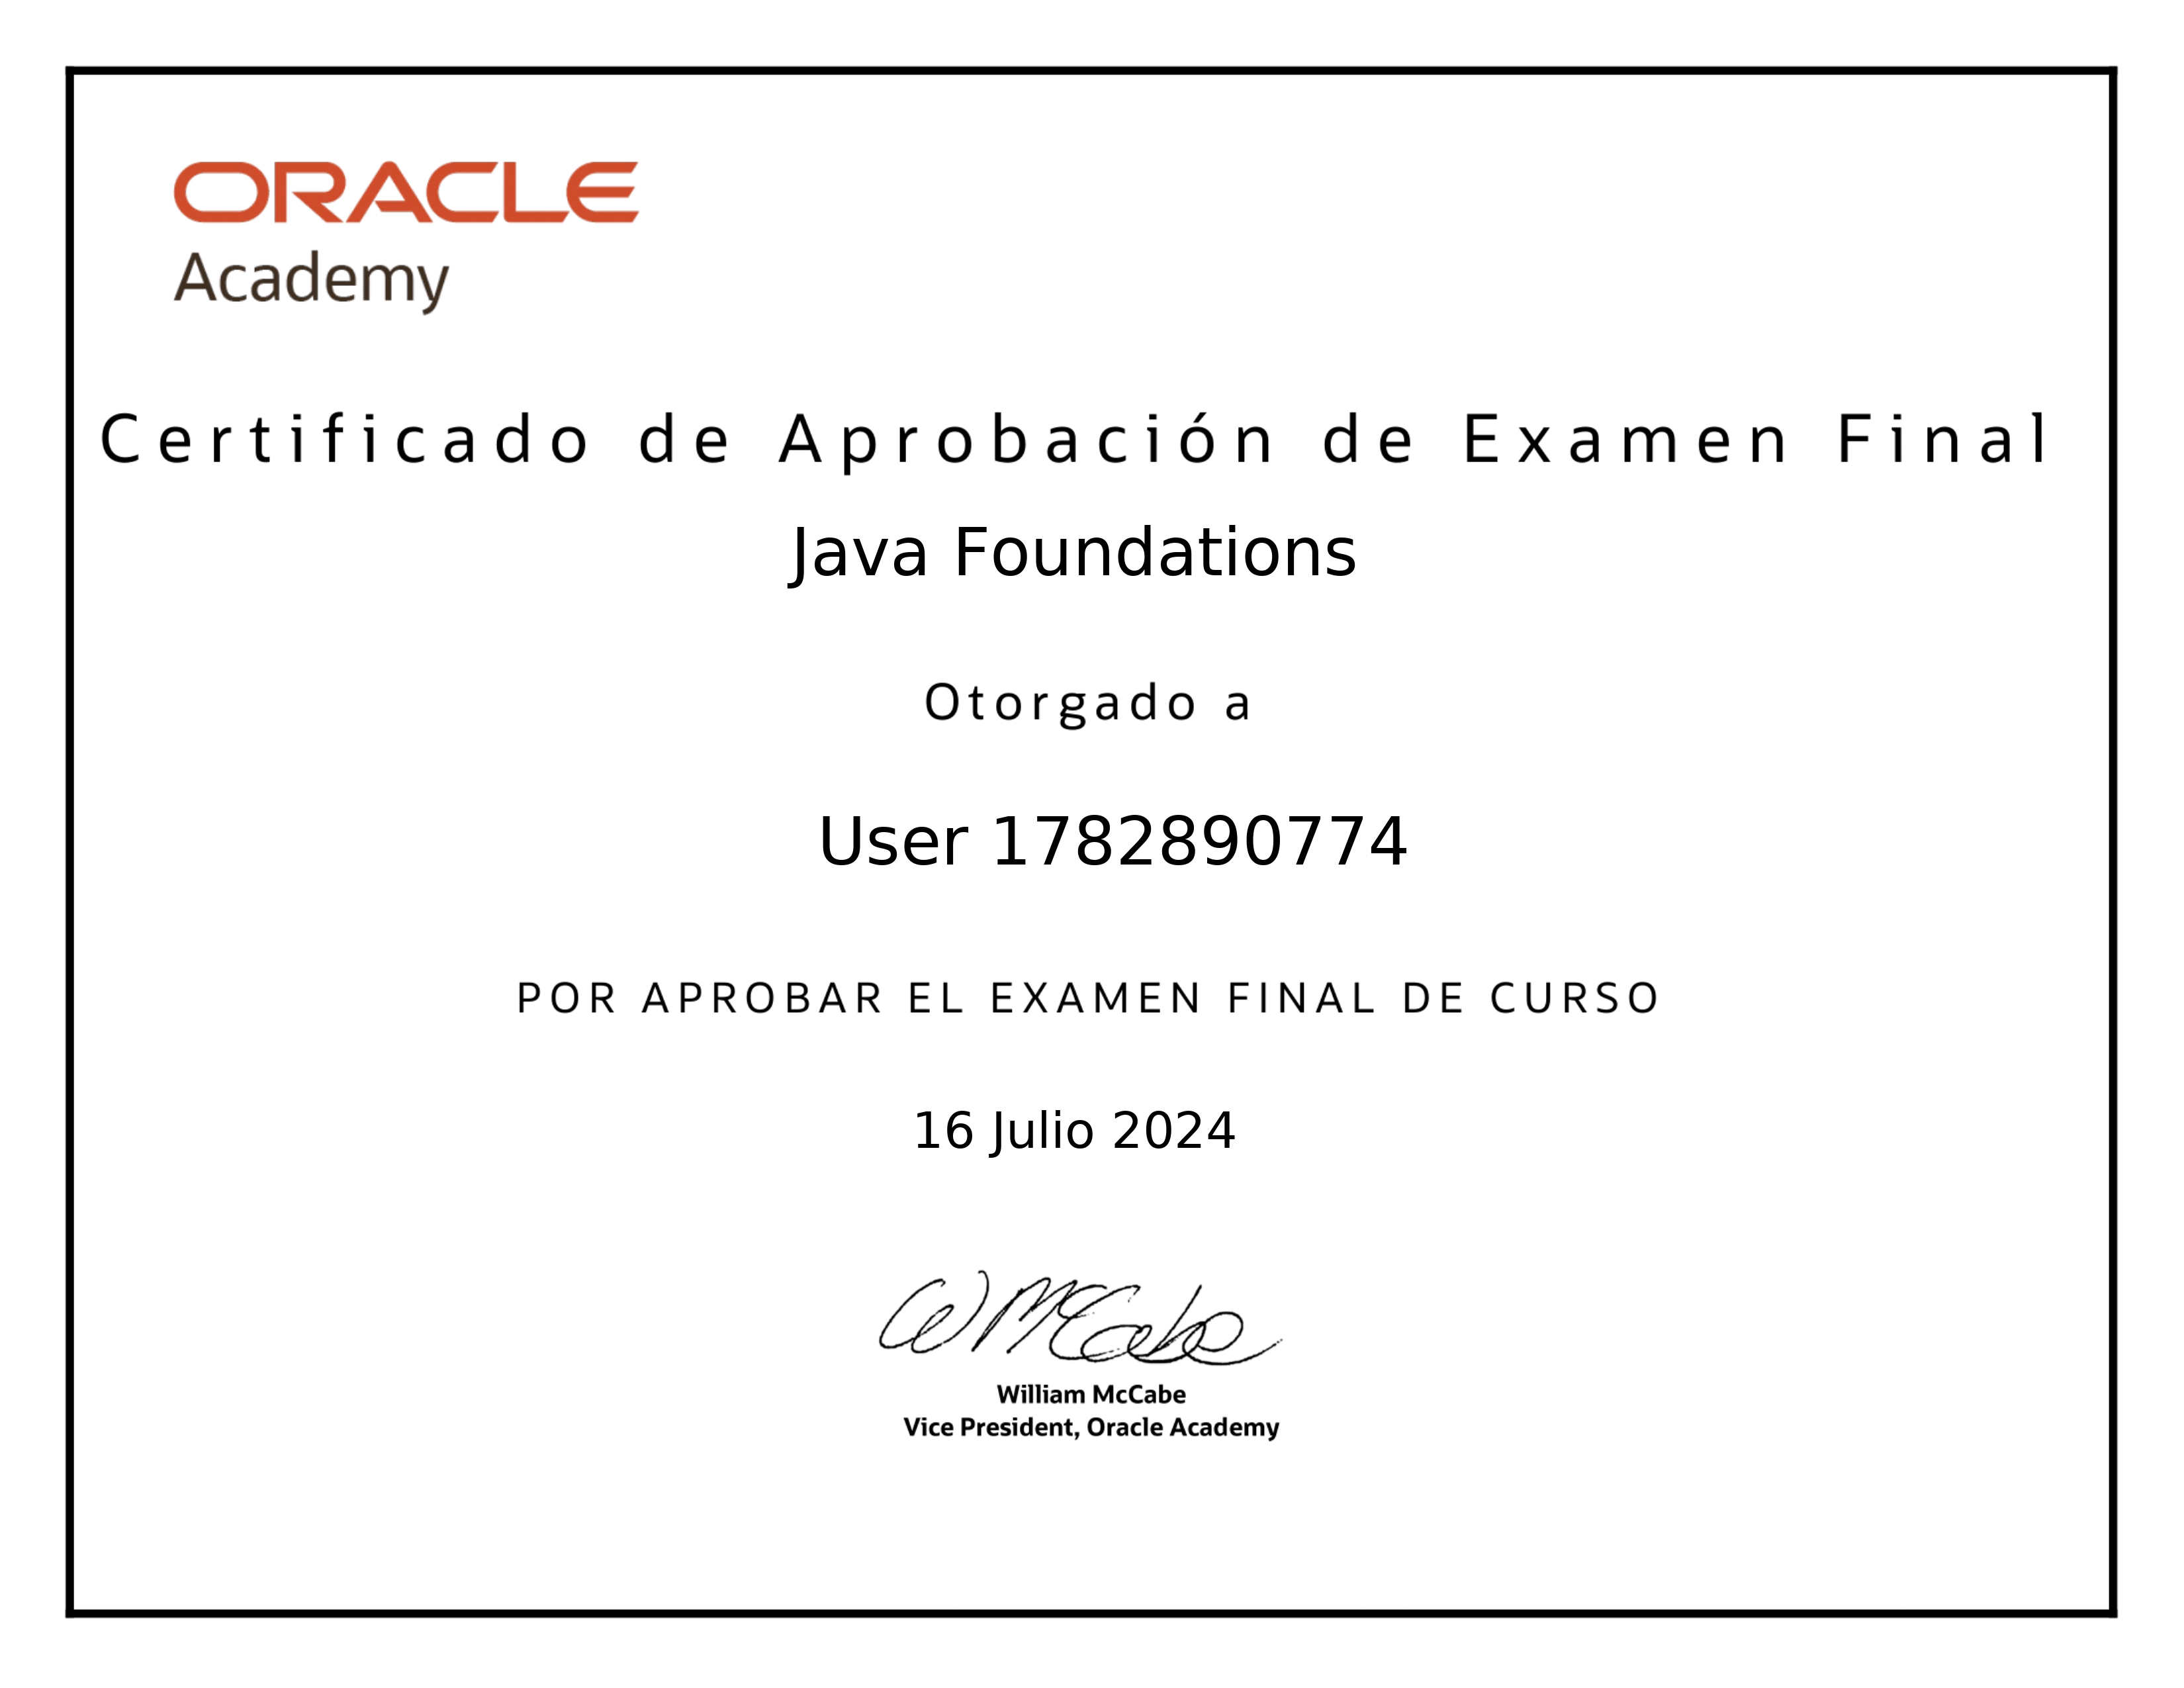 ORACLE
Academy
Certificado de Aprobación de Examen Final
Java Foundations
Otorgado a
User 1782890774
POR APROBAR EL EXAMEN FINAL DE CURSO
16 Julio 2024
W McCabe
William McCabe
Vice President, Oracle Academy